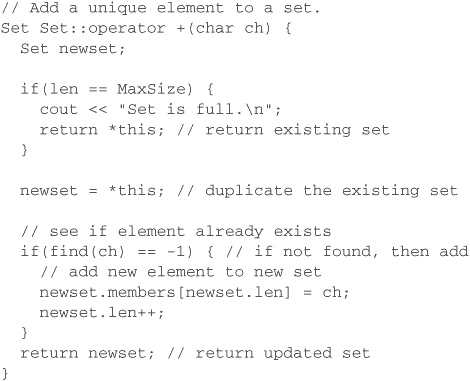 // Add a unique element to a set.
Set Set::operator +(char ch) {
  Set newset;

  if(len == MaxSize) {
    cout << "Set is full.\n";
    return *this; // return existing set
  }

  newset = *this; // duplicate the existing set

  // see if element already exists
  if(find(ch) == -1) { // if not found, then add
    // add new element to new set
    newset.members[newset.len] = ch;
    newset.len++;
  }
  return newset; // return updated set
}